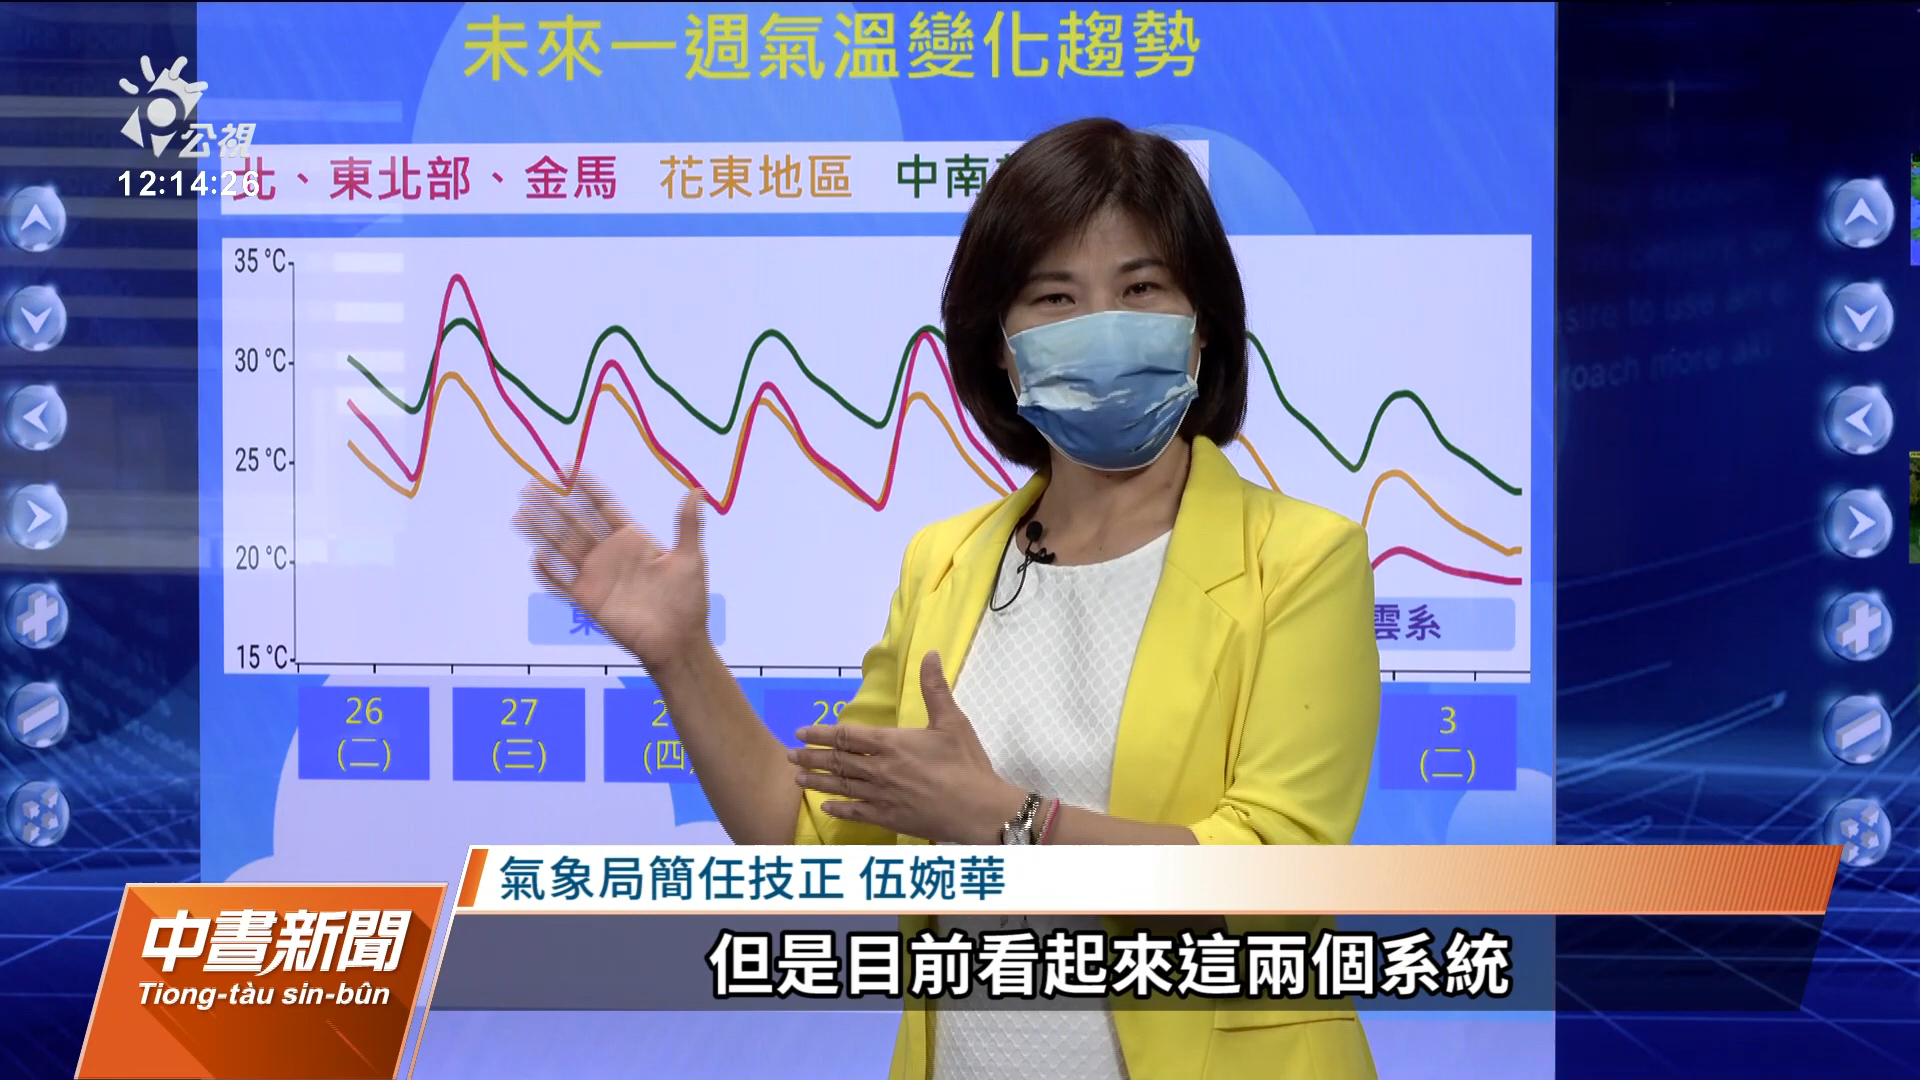 未來一週氣溫變化趨勢
公視
12:14:26
北、東北部、金馬 花東地區 中南
35°C
30°C
25°C
20°C
15°C
雲系
26 27 29 3
(二) (三) (四) (二)
氣象局簡任技正 伍婉華
中晝新聞
Tiong-tàu sin-bûn
但是目前看起來這兩個系統